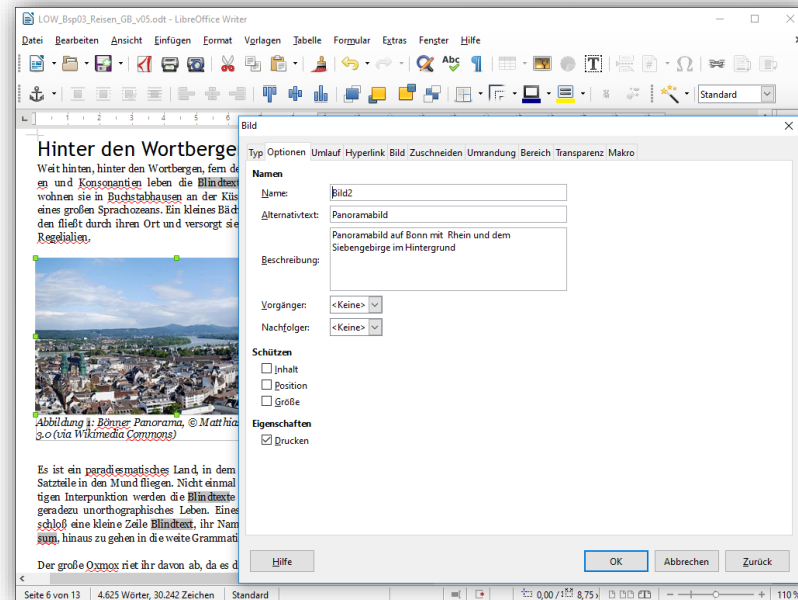 LOW_Bsp03_Reisen_GB_v05.odt - LibreOffice Writer
Datei Bearbeiten Ansicht Einfügen Format Vorlagen Tabelle Formular Extras Fenster Hilfe
Abc
Standard
Bild
Typ Optionen Umlauf Hyperlink Bild Zuschneiden Umrandung Bereich Transparenz Makro
Namen
Name: Bild2
Alternativtext: Panoramabild
Beschreibung: Panoramabild auf Bonn mit Rhein und dem
Siebengebirge im Hintergrund
Vorgänger: <Keine>
Nachfolger: <Keine>
Schützen
Inhalt
Position
Größe
Eigenschaften
Drucken
Hilfe OK Abbrechen Zurück
Hinter den Wortberge
Weit hinten, hinter den Wortbergen, fern de
en und Konsonantien leben die Blindtext
wohnen sie in Buchstabhausen an der Küs
eines großen Sprachozeans. Ein kleines Bäch
den fließt durch ihren Ort und versorgt sie
Regelialien,
Abbildung 1: Bönner Panorama, © Matthias
3.0 (via Wikimedia Commons)
Es ist ein paradiesmatisches Land, in dem
Satzteile in den Mund fliegen. Nicht einmal
tigen Interpunktion werden die Blindtexte
geradezu unorthographisches Leben. Eines
schloß eine kleine Zeile Blindtext, ihr Nam
sum, hinaus zu gehen in die weite Grammati
Der große Oxmox riet ihr davon ab, da es d
Seite 6 von 13 4.625 Wörter, 30.242 Zeichen Standard 0,00 / 8,75 110%